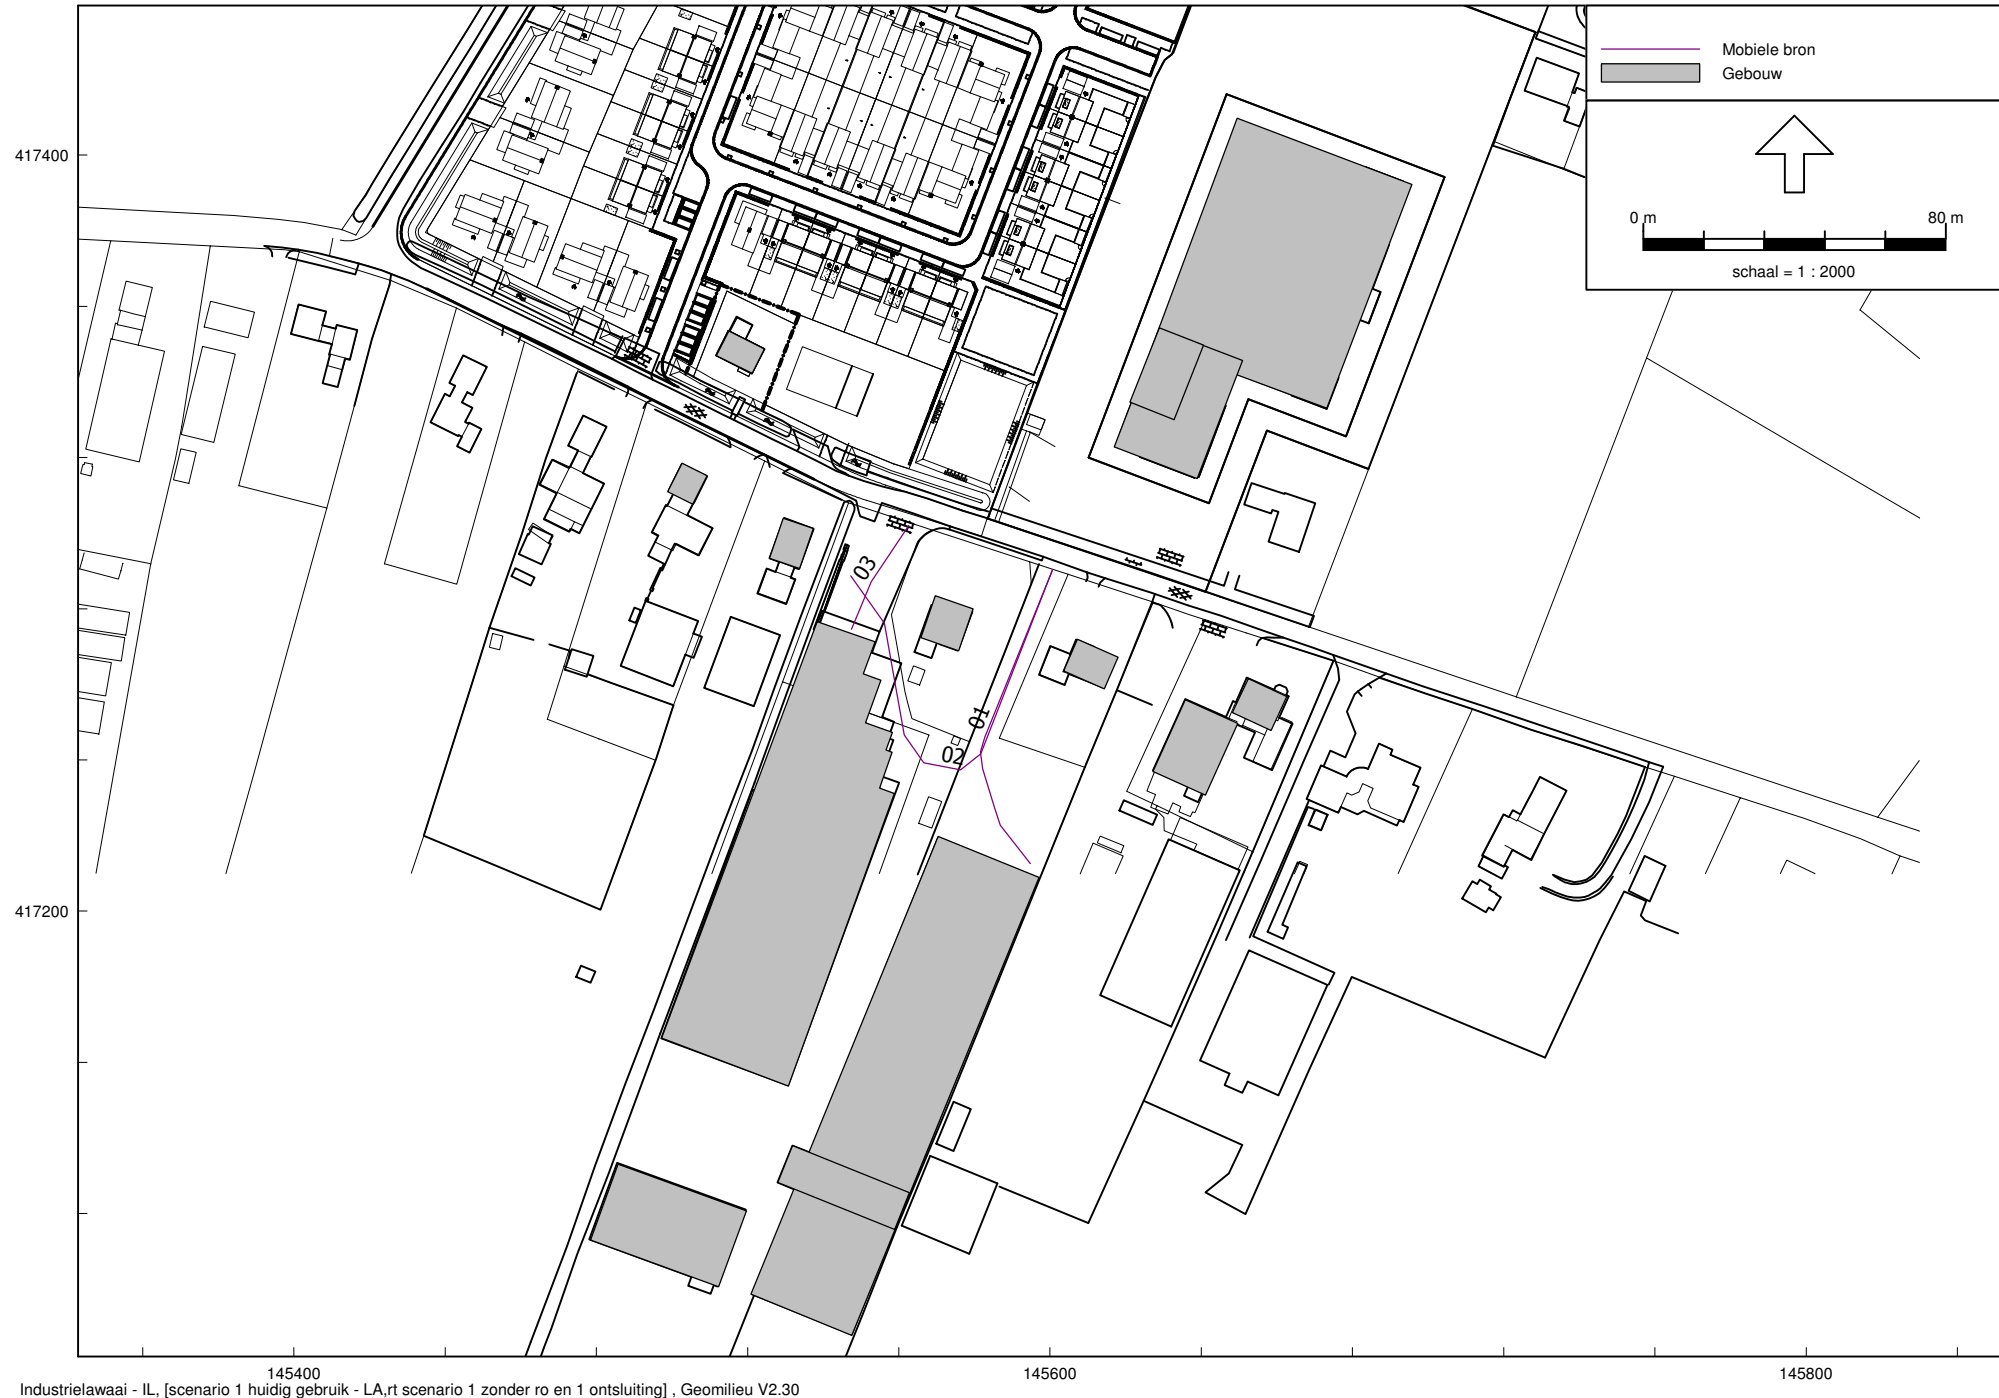 Mobiele bron
Gebouw
0 m 80 m
schaal = 1 : 2000
417400
03
01
02
417200
145400 145600 145800
Industrielawaai - IL, [scenario 1 huidig gebruik - LA,rt scenario 1 zonder ro en 1 ontsluiting] , Geomilieu V2.30